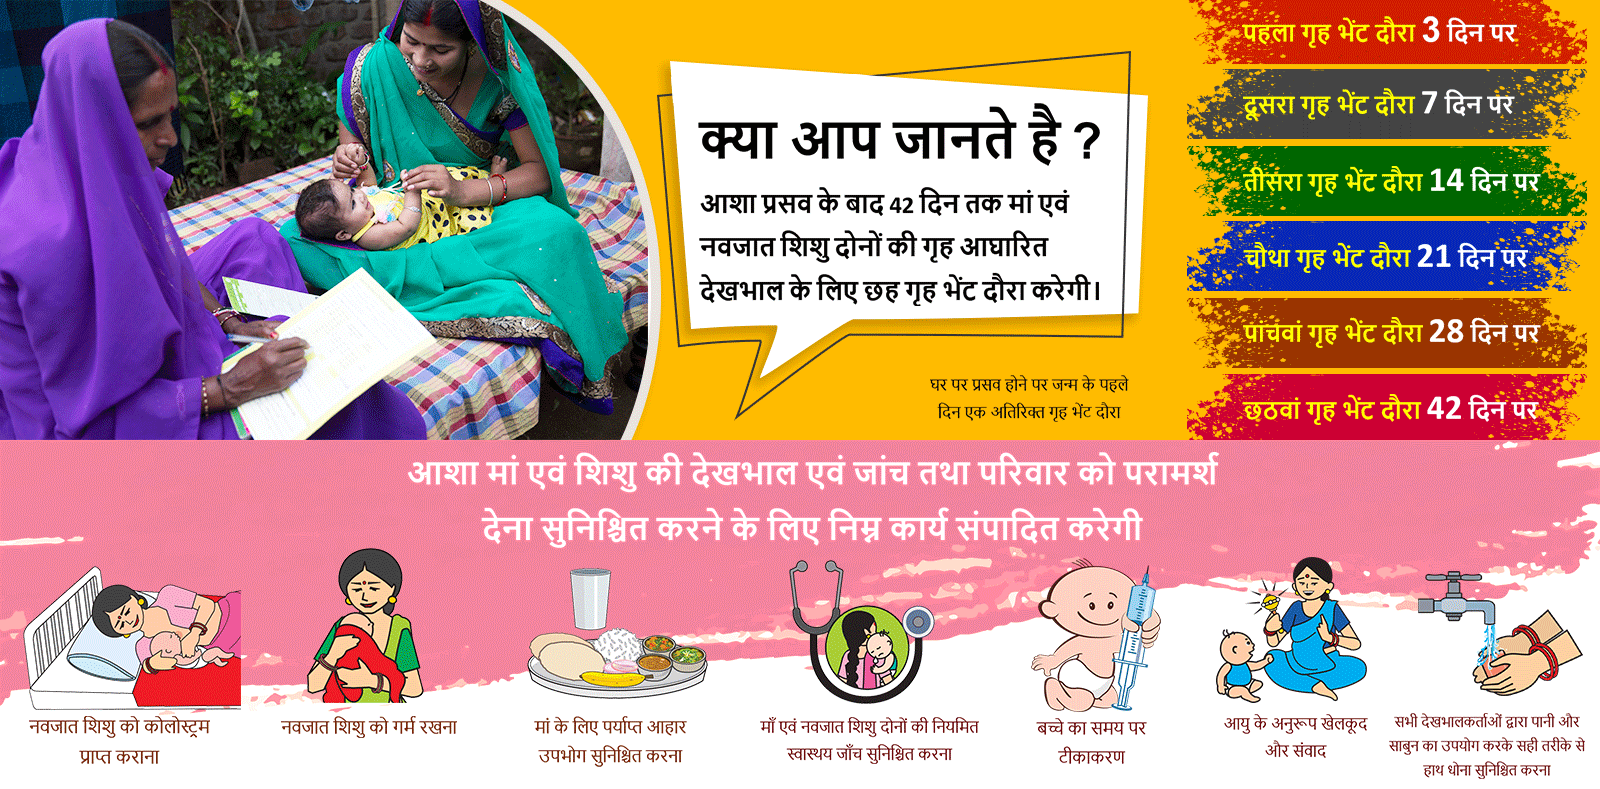 क्या आप जानते है ?
आशा प्रसव के बाद 42 दिन तक मां एवं
नवजात शिशु दोनों की गृह आघारित
देखभाल के लिए छह गृह भेंट दौरा करेगी।
घर पर प्रसव होने पर जन्म के पहले
दिन एक अतिरिक्त गृह भेंट दौरा
पहला गृह भेंट दौरा 3 दिन पर
दूसरा गृह भेंट दौरा 7 दिन पर
तीसरा गृह भेंट दौरा 14 दिन पर
चौथा गृह भेंट दौरा 21 दिन पर
पांचवां गृह भेंट दौरा 28 दिन पर
छठवां गृह भेंट दौरा 42 दिन पर
आशा मां एवं शिशु की देखभाल एवं जांच तथा परिवार को परामर्श
देना सुनिश्चित करने के लिए निम्न कार्य संपादित करेगी
नवजात शिशु को कोलोस्ट्रम
प्राप्त कराना
नवजात शिशु को गर्म रखना
मां के लिए पर्याप्त आहार
उपभोग सुनिश्चित करना
माँ एवं नवजात शिशु दोनों की नियमित
स्वास्थय जाँच सुनिश्चित करना
बच्चे का समय पर
टीकाकरण
आयु के अनुरूप खेलकूद
और संवाद
सभी देखभालकर्ताओं द्वारा पानी और
साबुन का उपयोग करके सही तरीके से
हाथ धोना सुनिश्चित करना